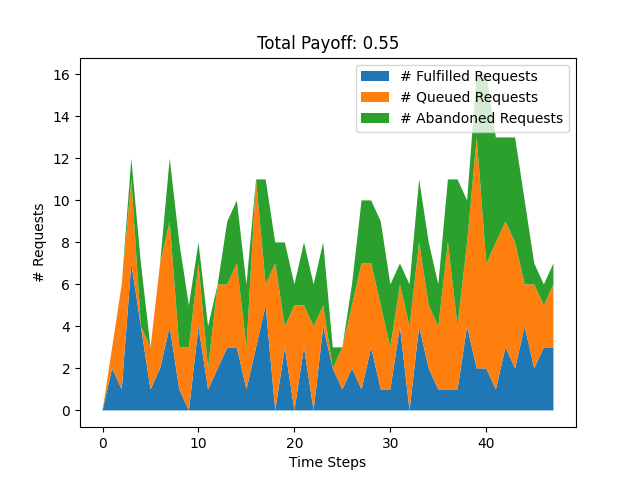 Total Payoff: 0.55
# Fulfilled Requests
# Queued Requests
# Abandoned Requests
16
14
12
10
8
6
4
2
0
# Requests
0 10 20 30 40
Time Steps